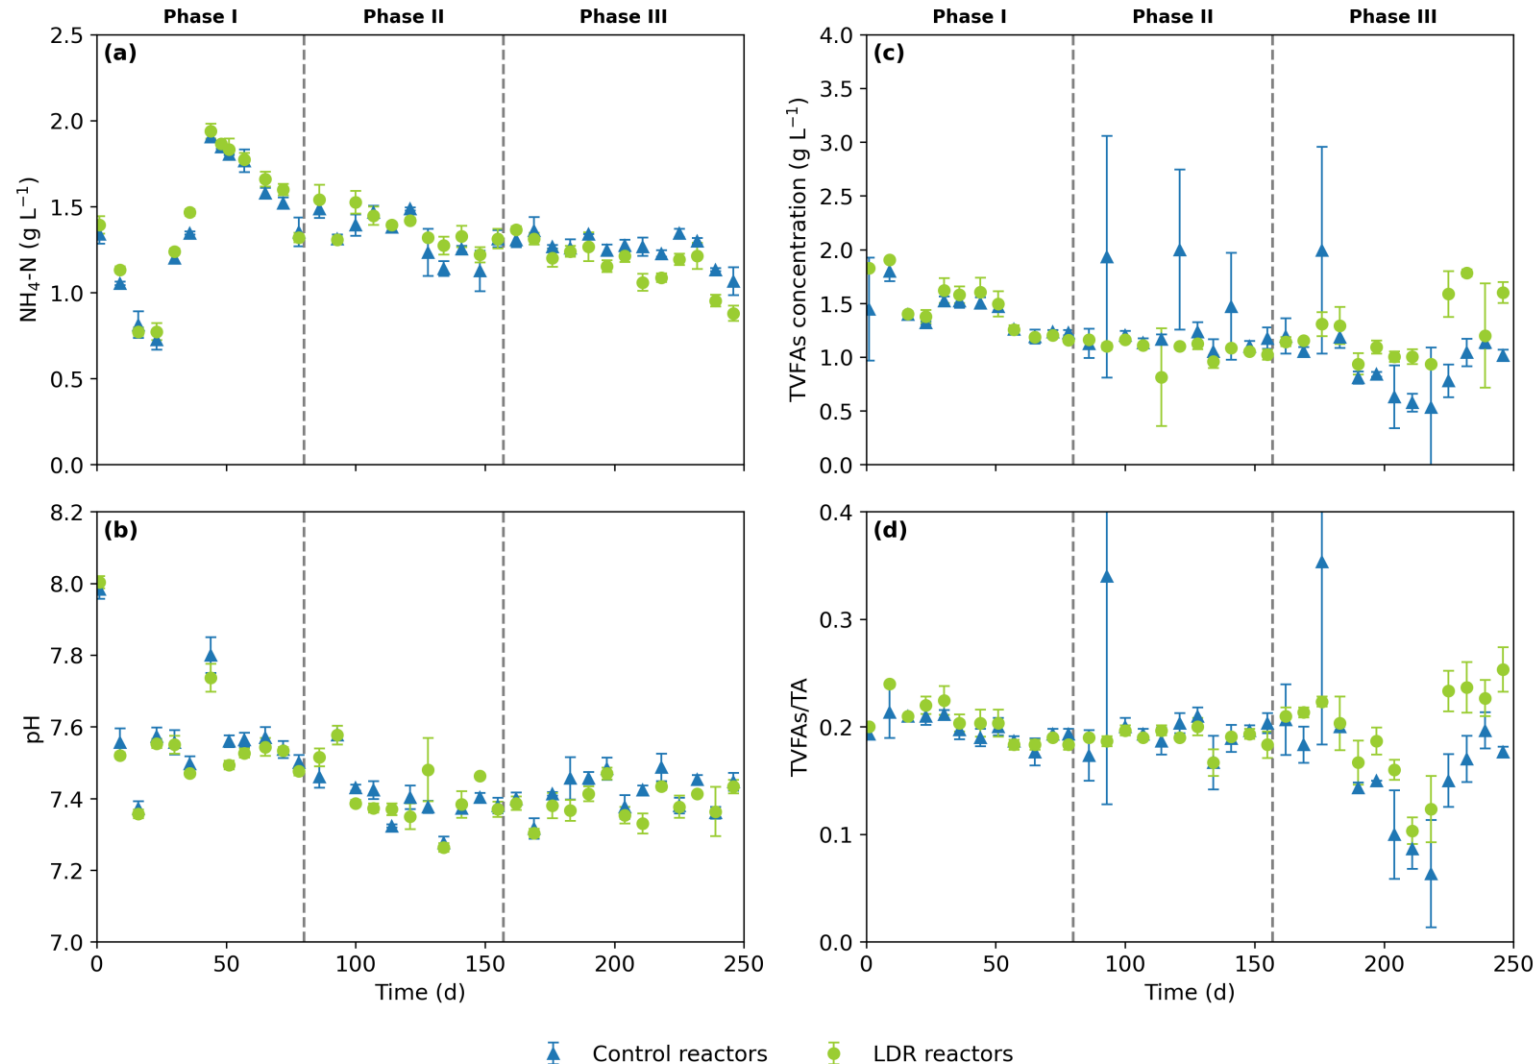 Phase I Phase II Phase III
(a)
NH₄-N (g L⁻¹)
2.5
2.0
1.5
1.0
0.5
0.0
(b)
pH
8.2
8.0
7.8
7.6
7.4
7.2
7.0
0 50 100 150 200 250
Time (d)
Phase I Phase II Phase III
(c)
TVFAs concentration (g L⁻¹)
4.0
3.5
3.0
2.5
2.0
1.5
1.0
0.5
0.0
(d)
TVFAs/TA
0.4
0.3
0.2
0.1
0.0
0 50 100 150 200 250
Time (d)
Control reactors LDR reactors